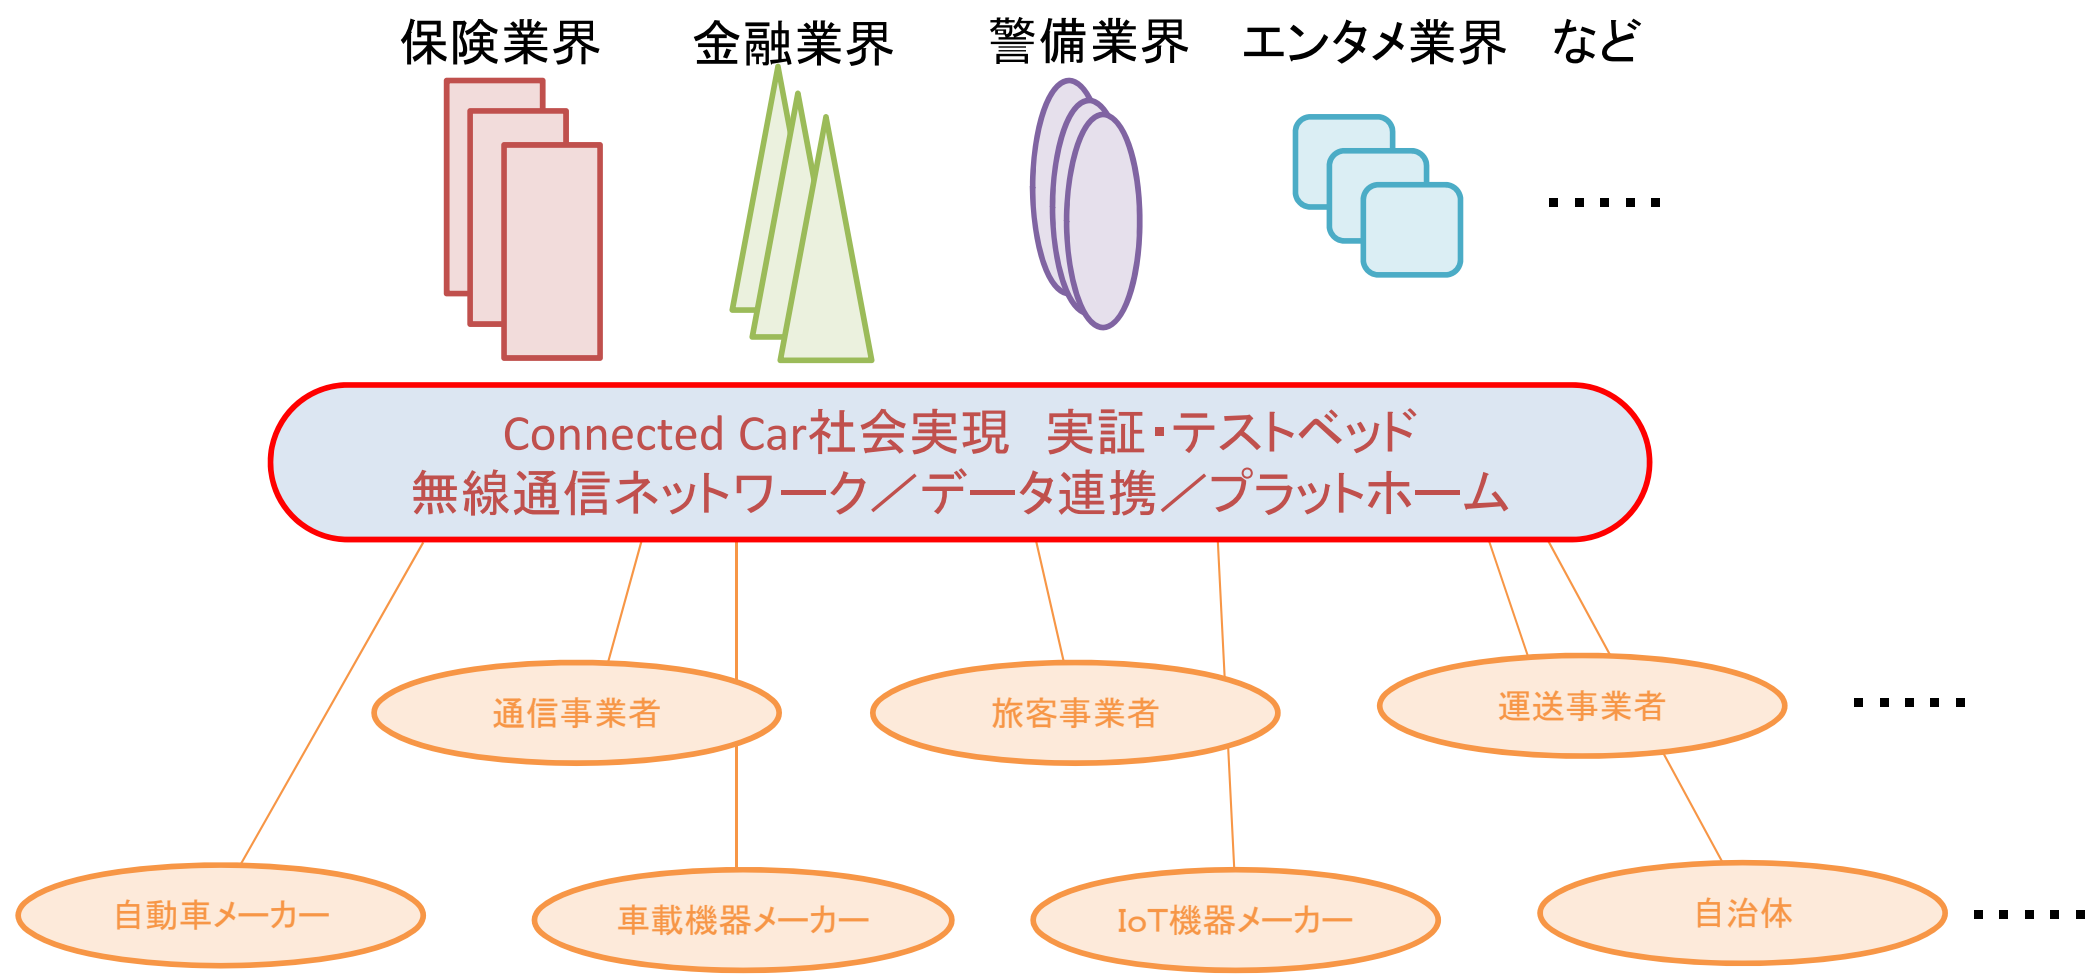 保険業界
金融業界
警備業界
エンタメ業界　など
・・・・・
Connected Car社会実現　実証・テストベッド
無線通信ネットワーク／データ連携／プラットホーム
通信事業者
旅客事業者
運送事業者
・・・・・
自動車メーカー
車載機器メーカー
IoT機器メーカー
自治体
・・・・・